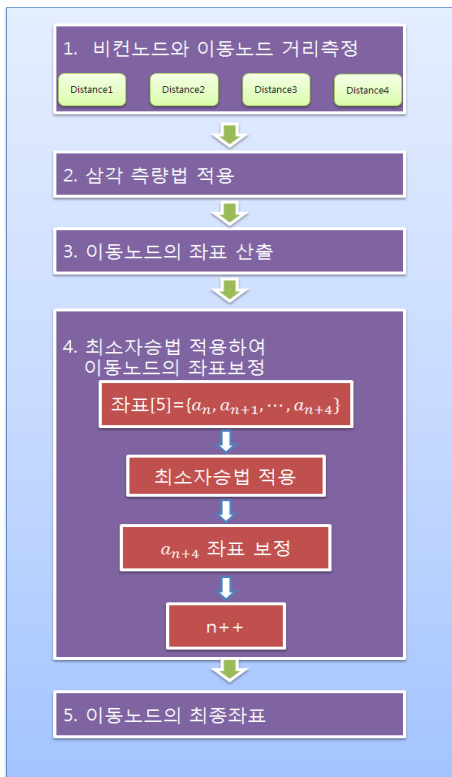 1. 비컨노드와 이동노드 거리측정
Distance1 Distance2 Distance3 Distance4
2. 삼각 측량법 적용
3. 이동노드의 좌표 산출
4. 최소자승법 적용하여
이동노드의 좌표보정
좌표[5]={aₙ, aₙ₊₁, ⋯, aₙ₊₄}
최소자승법 적용
aₙ₊₄ 좌표 보정
n++
5. 이동노드의 최종좌표